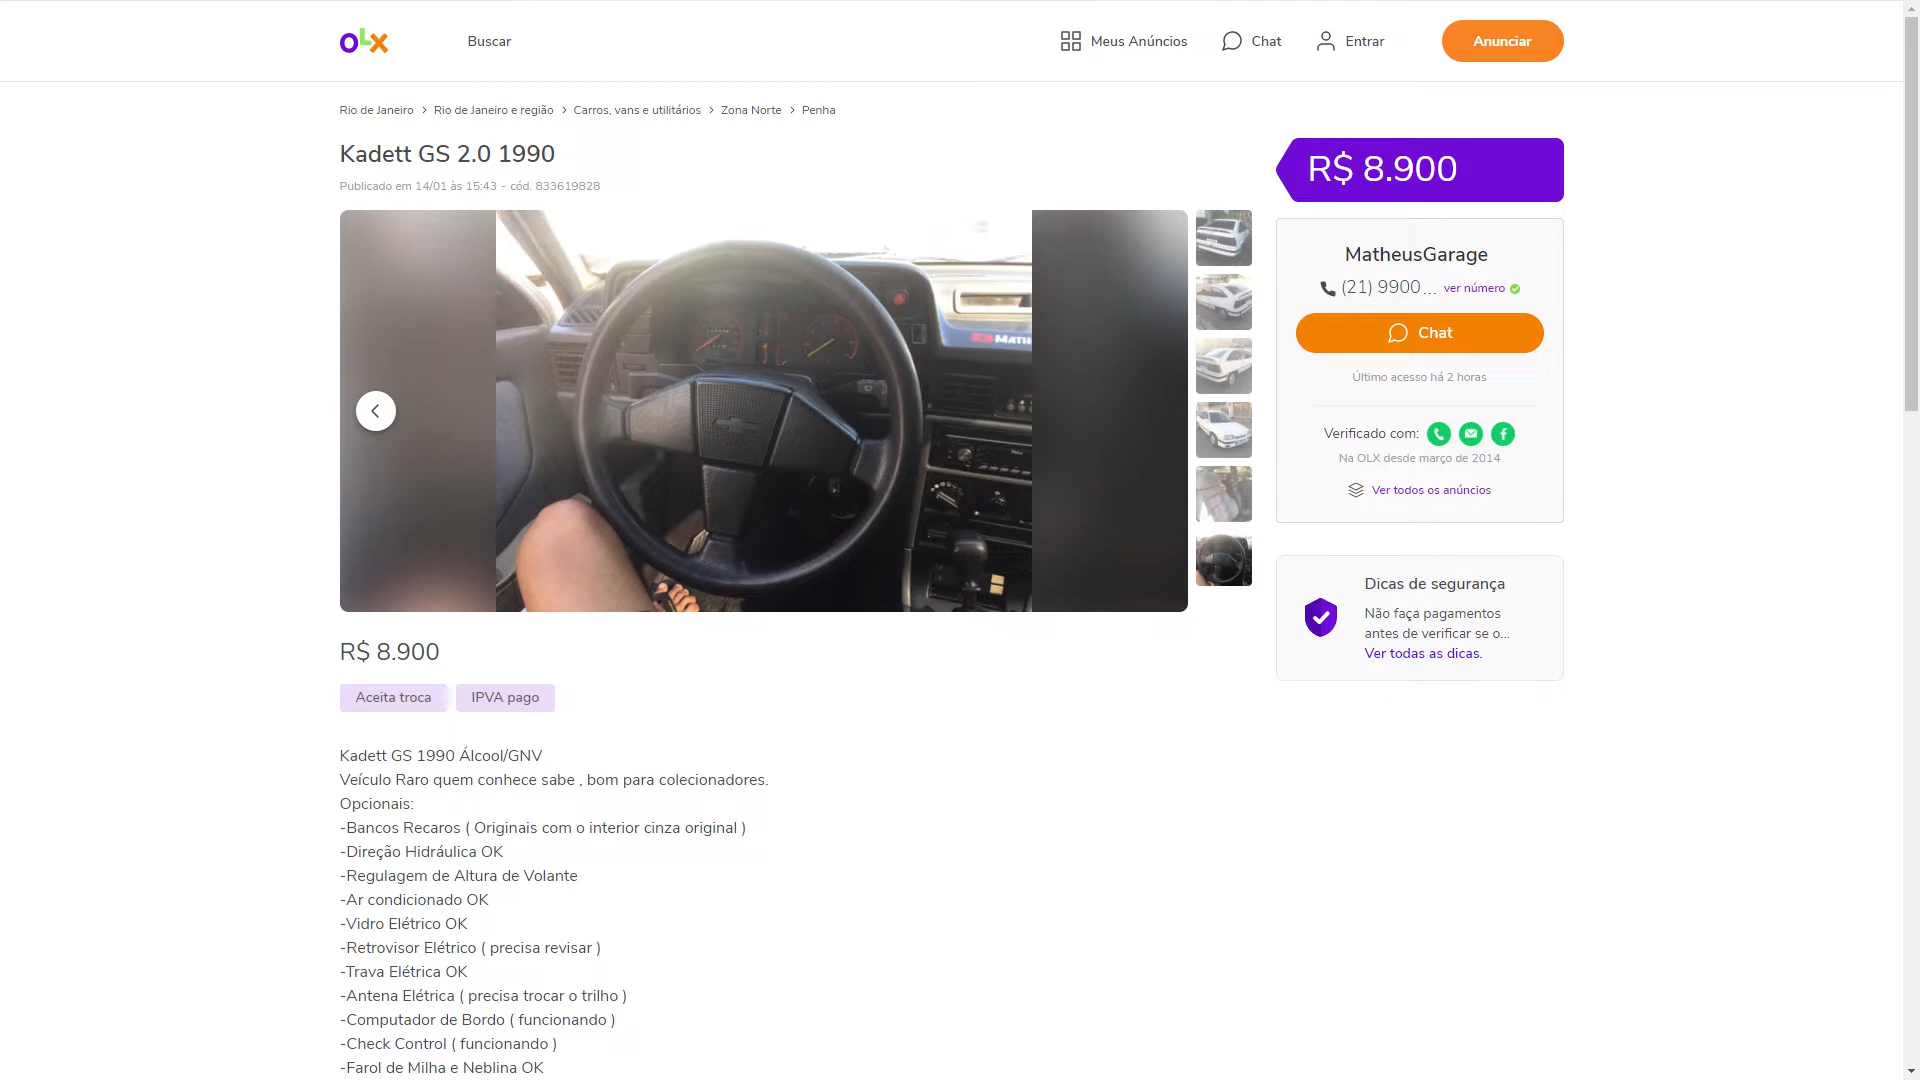 OLX
Buscar
Meus Anúncios
Chat
Entrar
Anunciar
Rio de Janeiro > Rio de Janeiro e região > Carros, vans e utilitários > Zona Norte > Penha
Kadett GS 2.0 1990
Publicado em 14/01 às 15:43 - cód. 833619828
R$ 8.900
MatheusGarage
(21) 9900... ver número
Chat
Último acesso há 2 horas
Verificado com:
Na OLX desde março de 2014
Ver todos os anúncios
Dicas de segurança
Não faça pagamentos
antes de verificar se o...
Ver todas as dicas.
MATH
R$ 8.900
Aceita troca
IPVA pago
Kadett GS 1990 Álcool/GNV
Veículo Raro quem conhece sabe , bom para colecionadores.
Opcionais:
-Bancos Recaros ( Originais com o interior cinza original )
-Direção Hidráulica OK
-Regulagem de Altura de Volante
-Ar condicionado OK
-Vidro Elétrico OK
-Retrovisor Elétrico ( precisa revisar )
-Trava Elétrica OK
-Antena Elétrica ( precisa trocar o trilho )
-Computador de Bordo ( funcionando )
-Check Control ( funcionando )
-Farol de Milha e Neblina OK